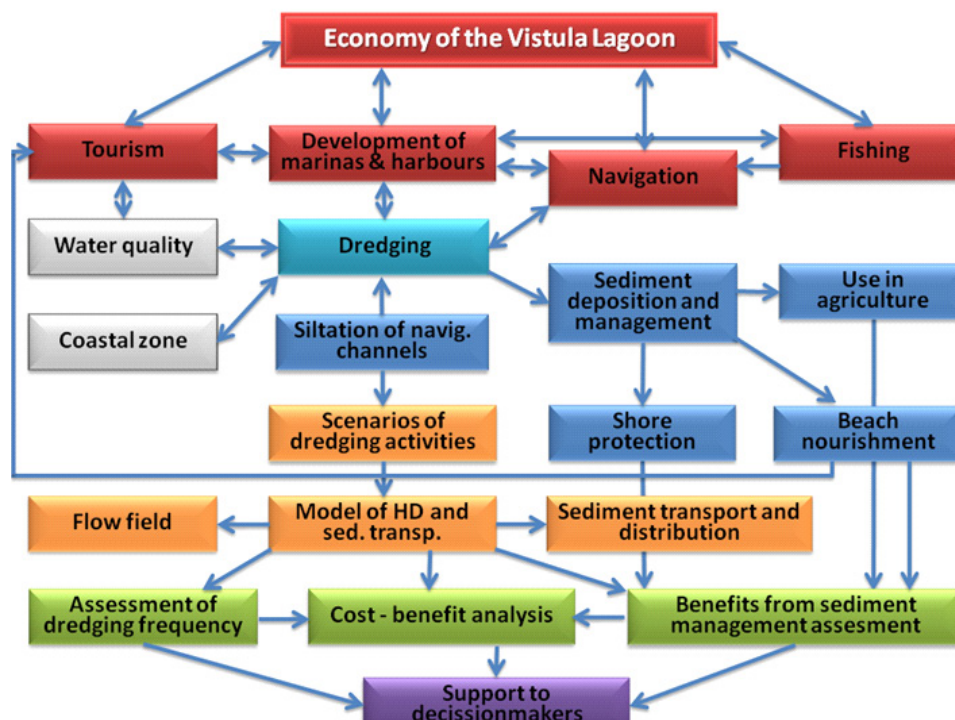 Economy of the Vistula Lagoon
Tourism
Development of
marinas & harbours
Fishing
Navigation
Water quality
Dredging
Sediment
deposition and
management
Use in
agriculture
Coastal zone
Siltation of navig.
channels
Scenarios of
dredging activities
Shore
protection
Beach
nourishment
Flow field
Model of HD and
sed. transp.
Sediment transport and
distribution
Assessment of
dredging frequency
Cost - benefit analysis
Benefits from sediment
management assesment
Support to
decissionmakers